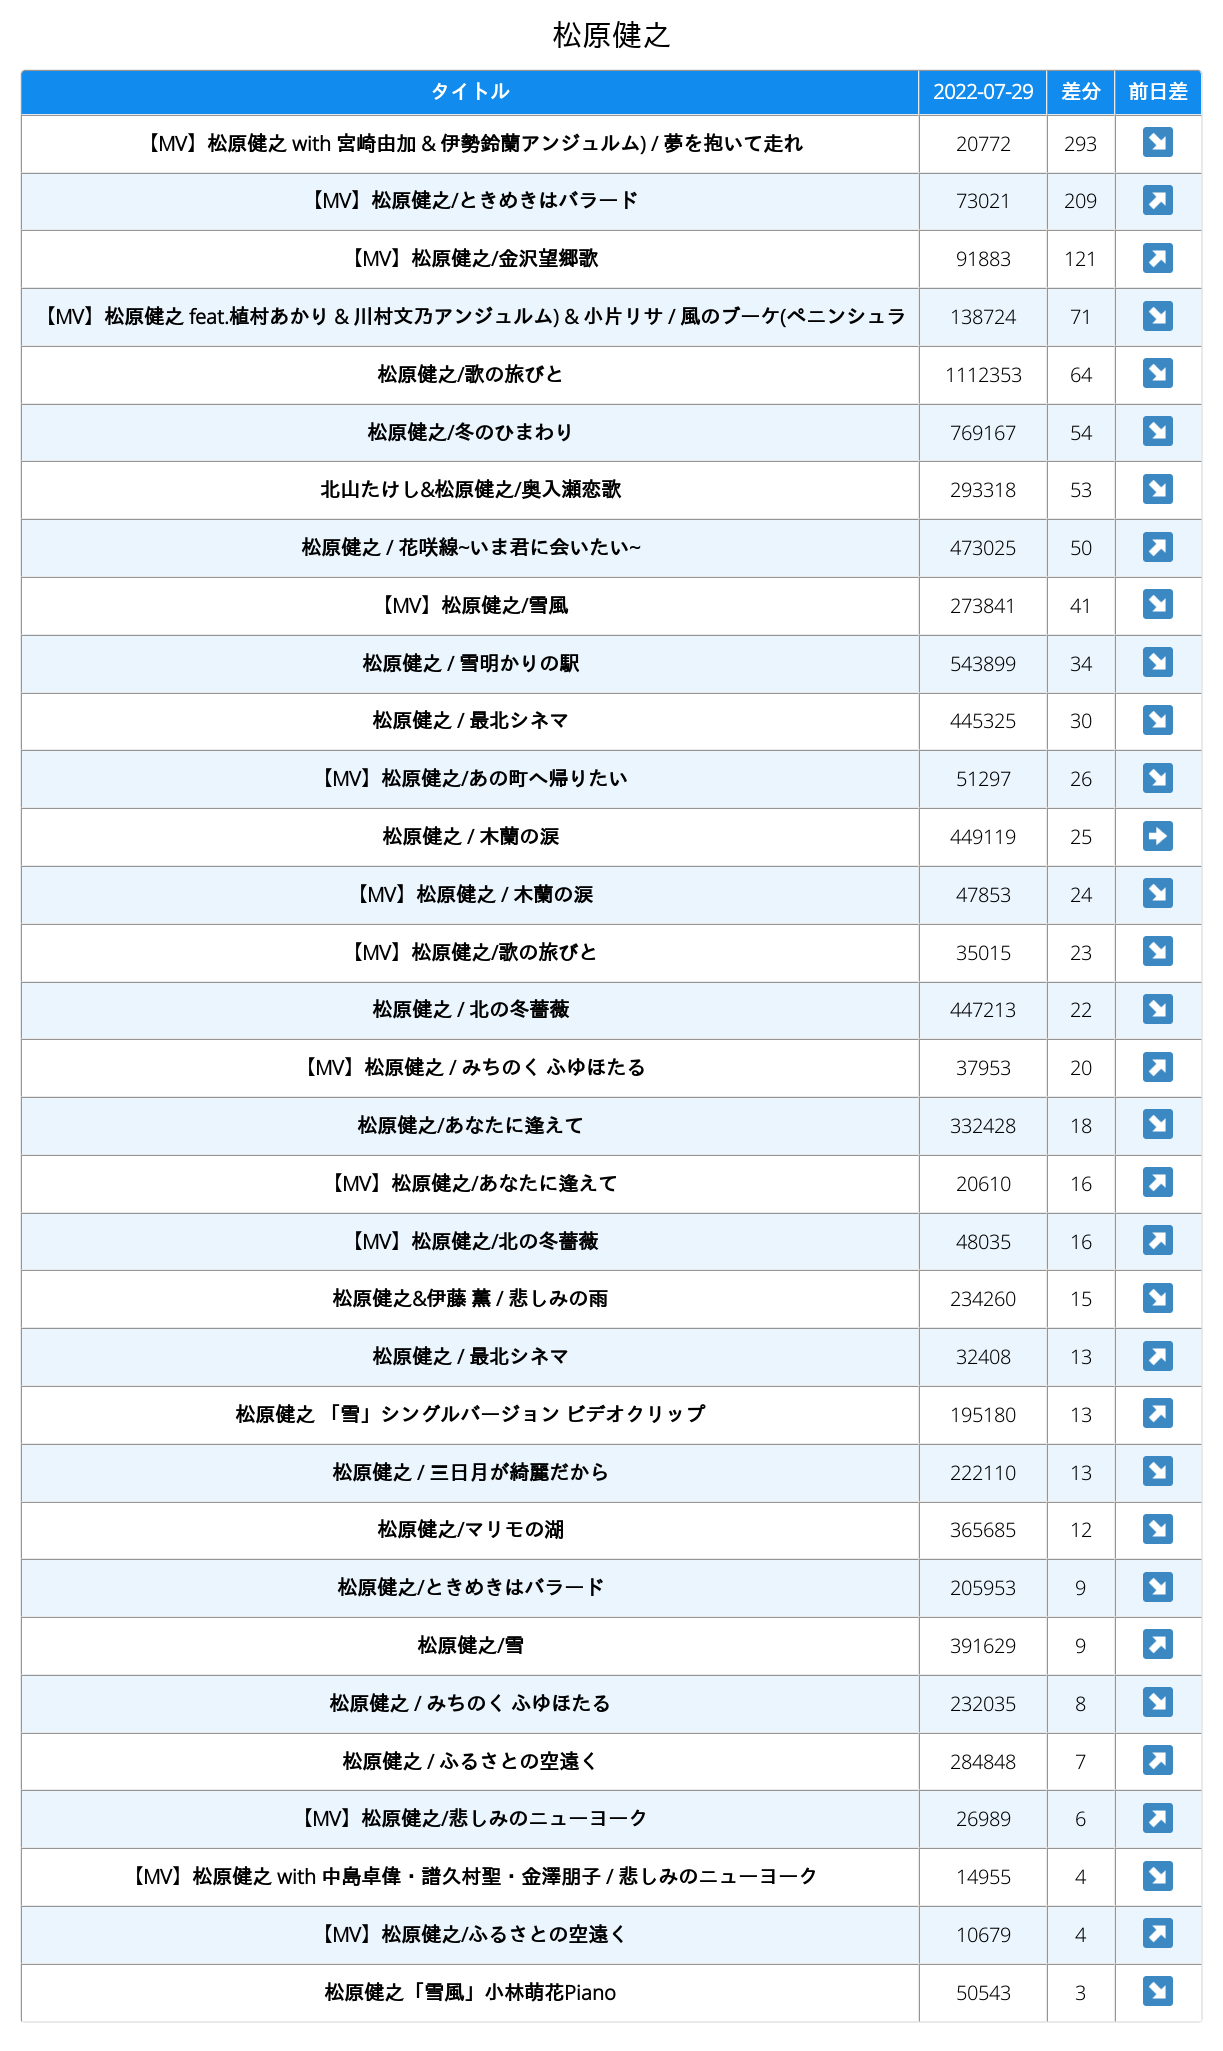 松原健之
タイトル 2022-07-29 差分 前日差
【MV】松原健之 with 宮崎由加 & 伊勢鈴蘭アンジュルム) / 夢を抱いて走れ 20772 293 ↘
【MV】松原健之/ときめきはバラード 73021 209 ↗
【MV】松原健之/金沢望郷歌 91883 121 ↗
【MV】松原健之 feat.植村あかり & 川村文乃アンジュルム) & 小片リサ / 風のブーケ(ペニンシュラ 138724 71 ↘
松原健之/歌の旅びと 1112353 64 ↘
松原健之/冬のひまわり 769167 54 ↘
北山たけし&松原健之/奥入瀬恋歌 293318 53 ↘
松原健之 / 花咲線~いま君に会いたい~ 473025 50 ↗
【MV】松原健之/雪風 273841 41 ↘
松原健之 / 雪明かりの駅 543899 34 ↘
松原健之 / 最北シネマ 445325 30 ↘
【MV】松原健之/あの町へ帰りたい 51297 26 ↘
松原健之 / 木蘭の涙 449119 25 ➡
【MV】松原健之 / 木蘭の涙 47853 24 ↘
【MV】松原健之/歌の旅びと 35015 23 ↘
松原健之 / 北の冬薔薇 447213 22 ↘
【MV】松原健之 / みちのく ふゆほたる 37953 20 ↗
松原健之/あなたに逢えて 332428 18 ↘
【MV】松原健之/あなたに逢えて 20610 16 ↗
【MV】松原健之/北の冬薔薇 48035 16 ↗
松原健之&伊藤 薫 / 悲しみの雨 234260 15 ↘
松原健之 / 最北シネマ 32408 13 ↗
松原健之 「雪」シングルバージョン ビデオクリップ 195180 13 ↗
松原健之 / 三日月が綺麗だから 222110 13 ↘
松原健之/マリモの湖 365685 12 ↘
松原健之/ときめきはバラード 205953 9 ↘
松原健之/雪 391629 9 ↗
松原健之 / みちのく ふゆほたる 232035 8 ↘
松原健之 / ふるさとの空遠く 284848 7 ↗
【MV】松原健之/悲しみのニューヨーク 26989 6 ↗
【MV】松原健之 with 中島卓偉・譜久村聖・金澤朋子 / 悲しみのニューヨーク 14955 4 ↘
【MV】松原健之/ふるさとの空遠く 10679 4 ↗
松原健之「雪風」小林萌花Piano 50543 3 ↘